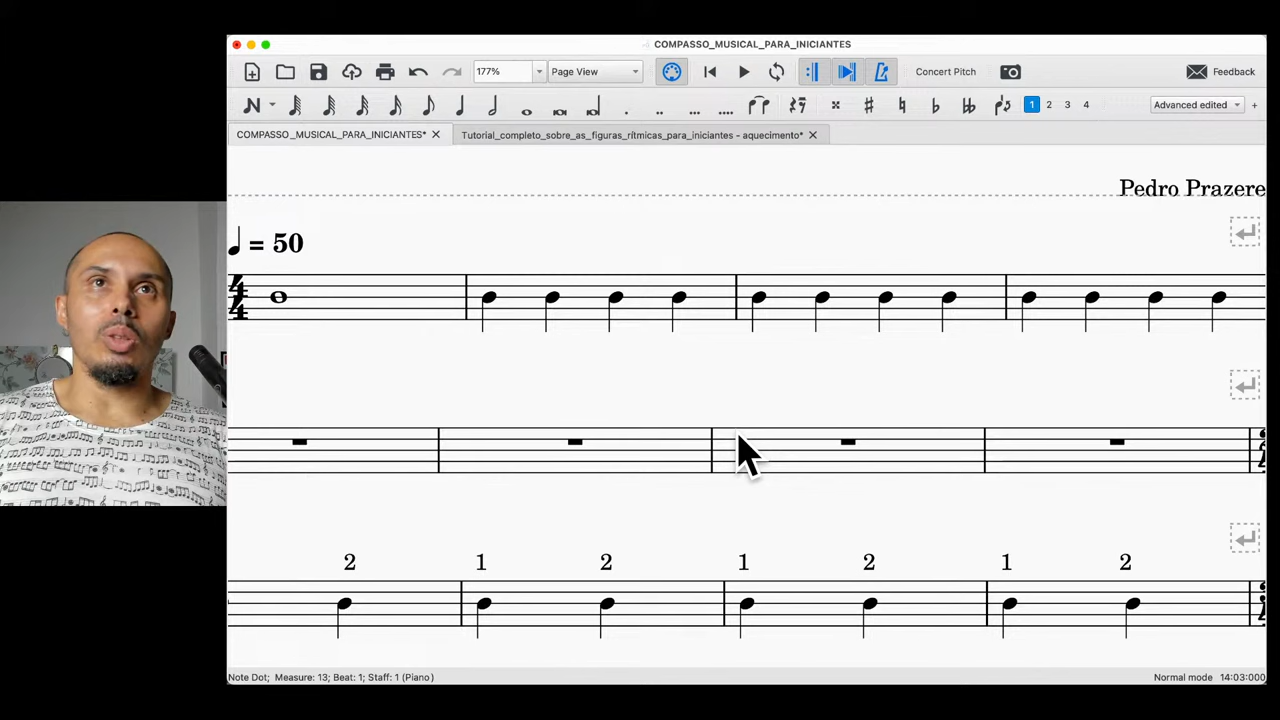 COMPASSO_MUSICAL_PARA_INICIANTES
177% Page View Concert Pitch Feedback
1 2 3 4 Advanced edited +
COMPASSO_MUSICAL_PARA_INICIANTES* Tutorial_completo_sobre_as_figuras_rítmicas_para_iniciantes - aquecimento*
Pedro Prazere
= 50
4
4
2 1 2 1 2 1 2
Note Dot; Measure: 13; Beat: 1; Staff: 1 (Piano) Normal mode 14:03:000